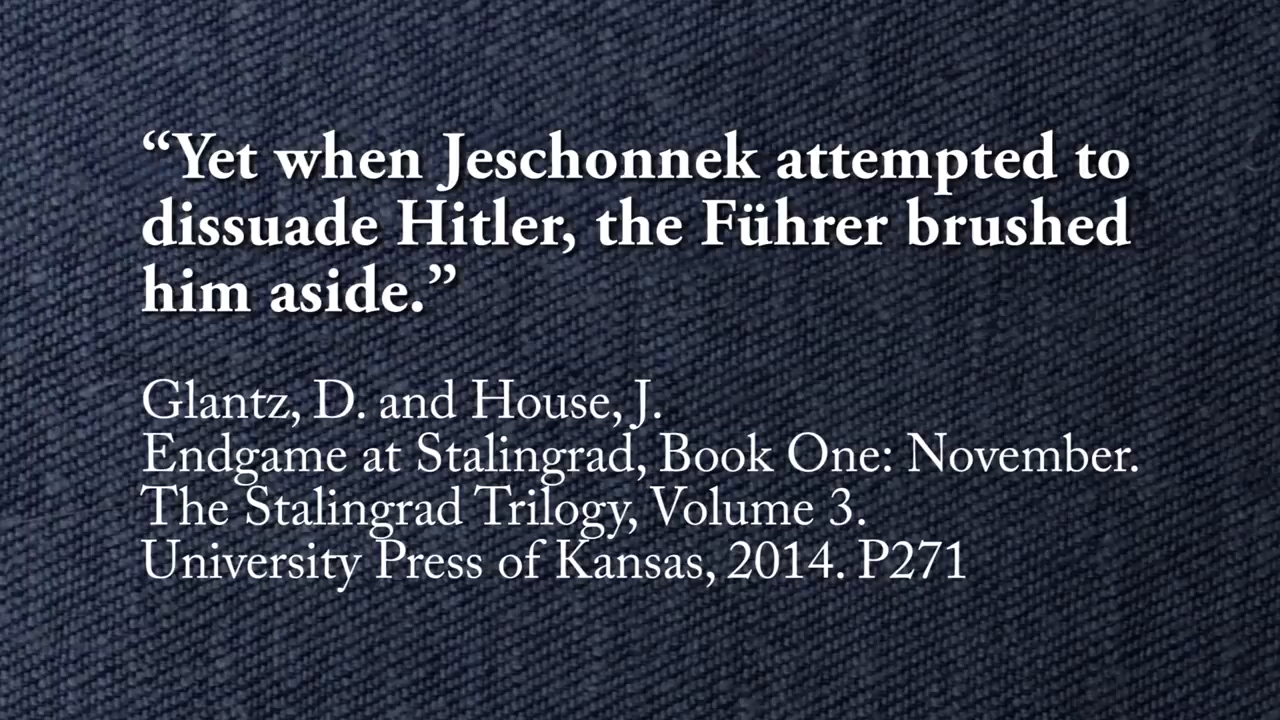 “Yet when Jeschonnek attempted to
dissuade Hitler, the Führer brushed
him aside.”
Glantz, D. and House, J.
Endgame at Stalingrad, Book One: November.
The Stalingrad Trilogy, Volume 3.
University Press of Kansas, 2014. P271